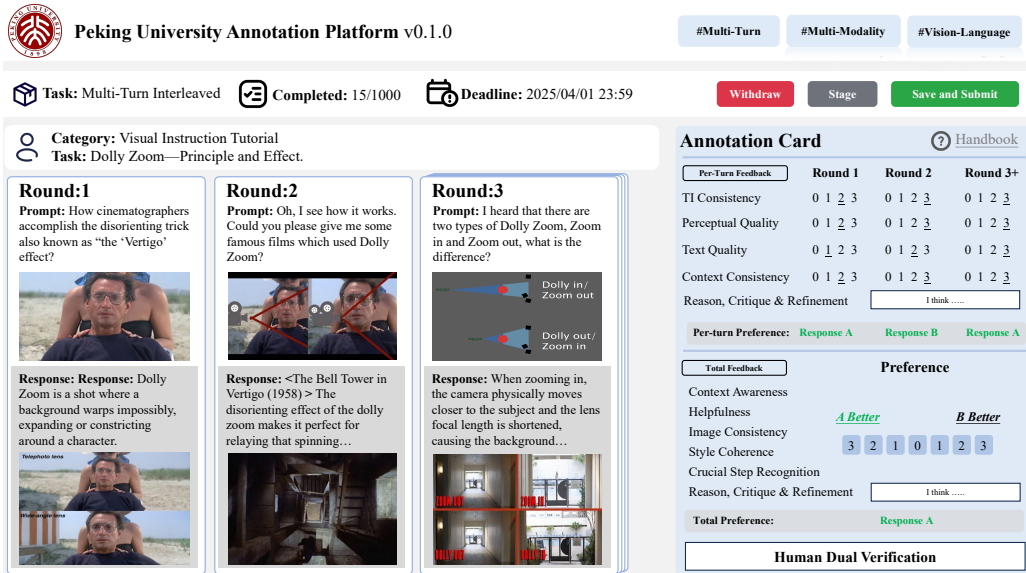 PEKING UNIVERSITY
1898
Peking University Annotation Platform v0.1.0
#Multi-Turn
#Multi-Modality
#Vision-Language
Task: Multi-Turn Interleaved
Completed: 15/1000
Deadline: 2025/04/01 23:59
Withdraw
Stage
Save and Submit
Category: Visual Instruction Tutorial
Task: Dolly Zoom—Principle and Effect.
Round:1
Prompt: How cinematographers
accomplish the disorienting trick
also known as “the ‘Vertigo’
effect?
Response: Response: Dolly
Zoom is a shot where a
background warps impossibly,
expanding or constricting
around a character.
Telephoto lens
Wide-angle lens
Round:2
Prompt: Oh, I see how it works.
Could you please give me some
famous films which used Dolly
Zoom?
Response: <The Bell Tower in
Vertigo (1958) > The
disorienting effect of the dolly
zoom makes it perfect for
relaying that spinning…
Round:3
Prompt: I heard that there are
two types of Dolly Zoom, Zoom
in and Zoom out, what is the
difference?
Dolly in/
Zoom out
Dolly out/
Zoom in
Response: When zooming in,
the camera physically moves
closer to the subject and the lens
focal length is shortened,
causing the background…
ZOOM OUT
ZOOM IN
DOLLY OUT
DOLLY IN
Annotation Card
? Handbook
Per-Turn Feedback Round 1 Round 2 Round 3+
TI Consistency 0 1 2 3 0 1 2 3 0 1 2 3
Perceptual Quality 0 1 2 3 0 1 2 3 0 1 2 3
Text Quality 0 1 2 3 0 1 2 3 0 1 2 3
Context Consistency 0 1 2 3 0 1 2 3 0 1 2 3
Reason, Critique & Refinement I think …..
Per-turn Preference: Response A Response B Response A
Total Feedback Preference
Context Awareness
Helpfulness
Image Consistency
Style Coherence
Crucial Step Recognition
A Better B Better
3 2 1 0 1 2 3
Reason, Critique & Refinement I think …..
Total Preference: Response A
Human Dual Verification